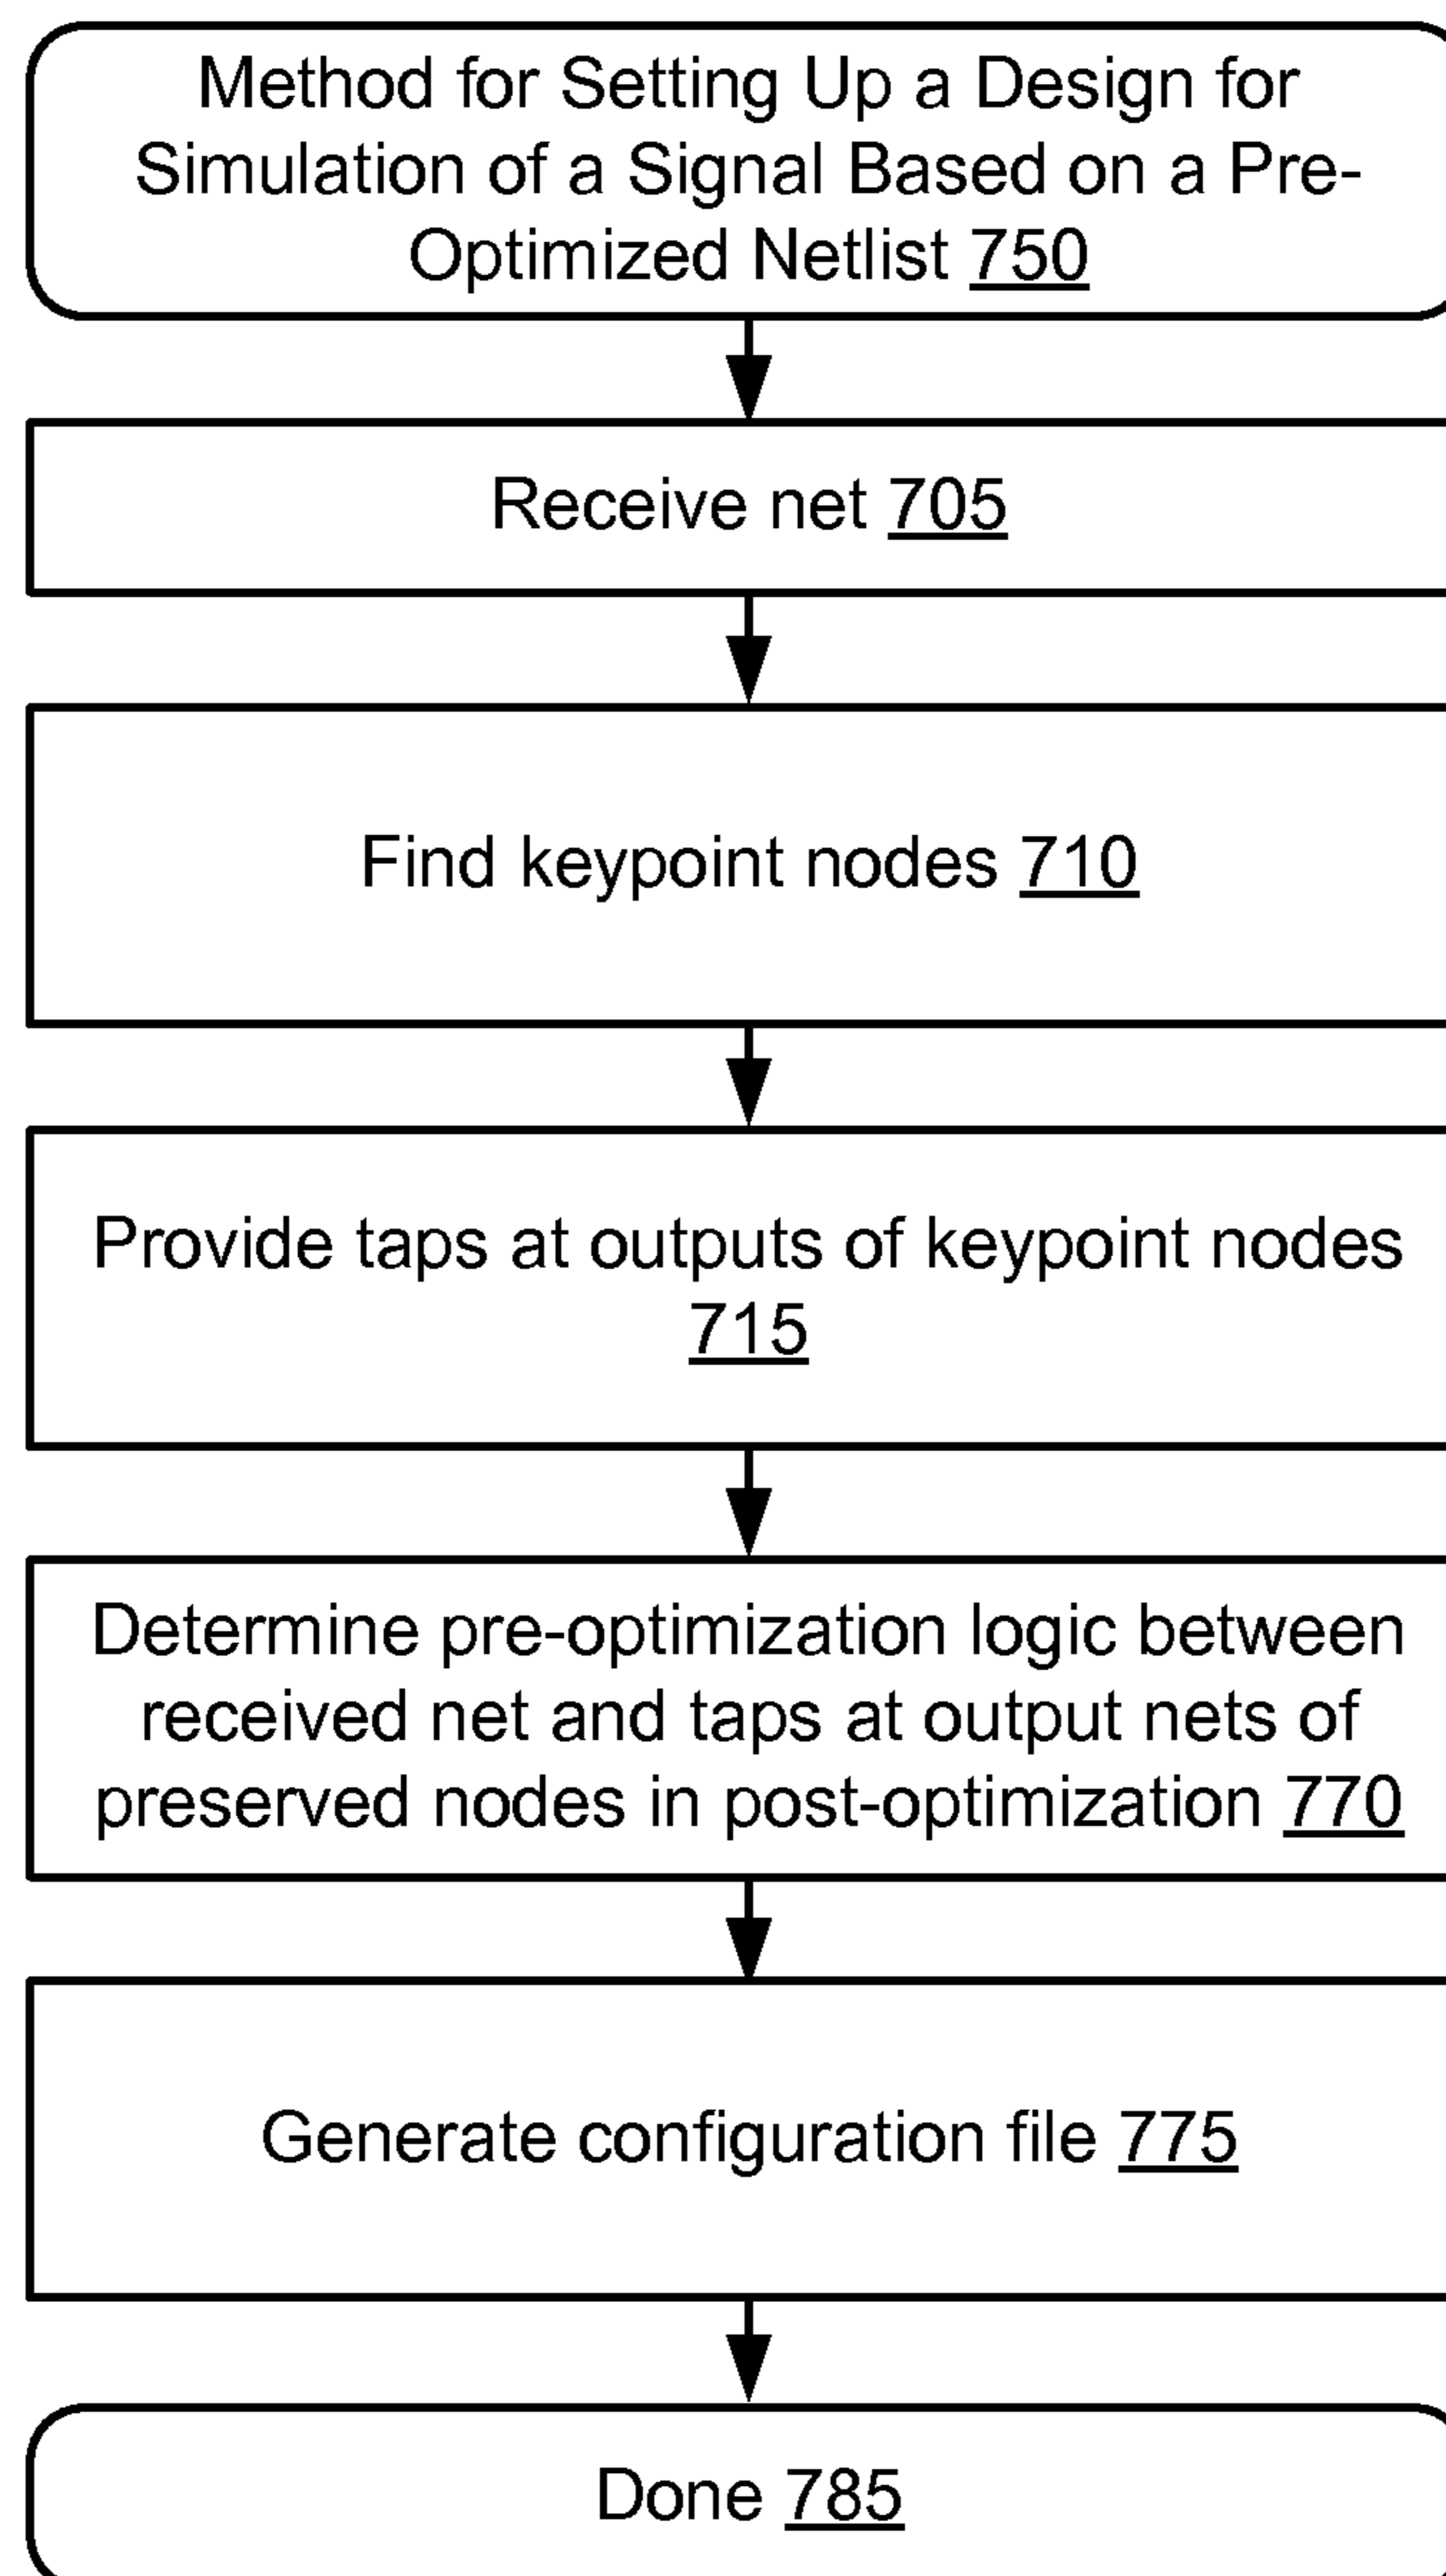 Method for Setting Up a Design for
Simulation of a Signal Based on a Pre-
Optimized Netlist 750
Receive net 705
Find keypoint nodes 710
Provide taps at outputs of keypoint nodes
715
Determine pre-optimization logic between
received net and taps at output nets of
preserved nodes in post-optimization 770
Generate configuration file 775
Done 785